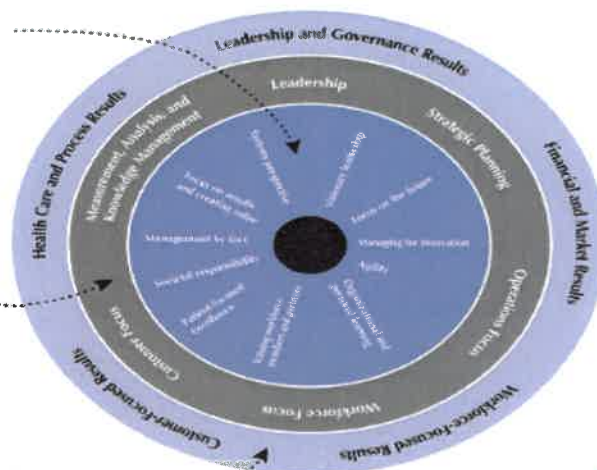 Leadership and Governance Results
Health Care and Process Results
Financial and Market Results
Customer-Focused Results
Workforce-Focused Results
Leadership
Measurement, Analysis, and
Knowledge Management
Strategic Planning
Operations Focus
Customer Focus
Workforce Focus
Systems perspective
Visionary leadership
Focus on results
and creating value
Focus on the future
Management by fact
Managing for innovation
Societal responsibility
Agility
Patient-focused
excellence
Organizational and
personal learning
Valuing workforce
members and partners